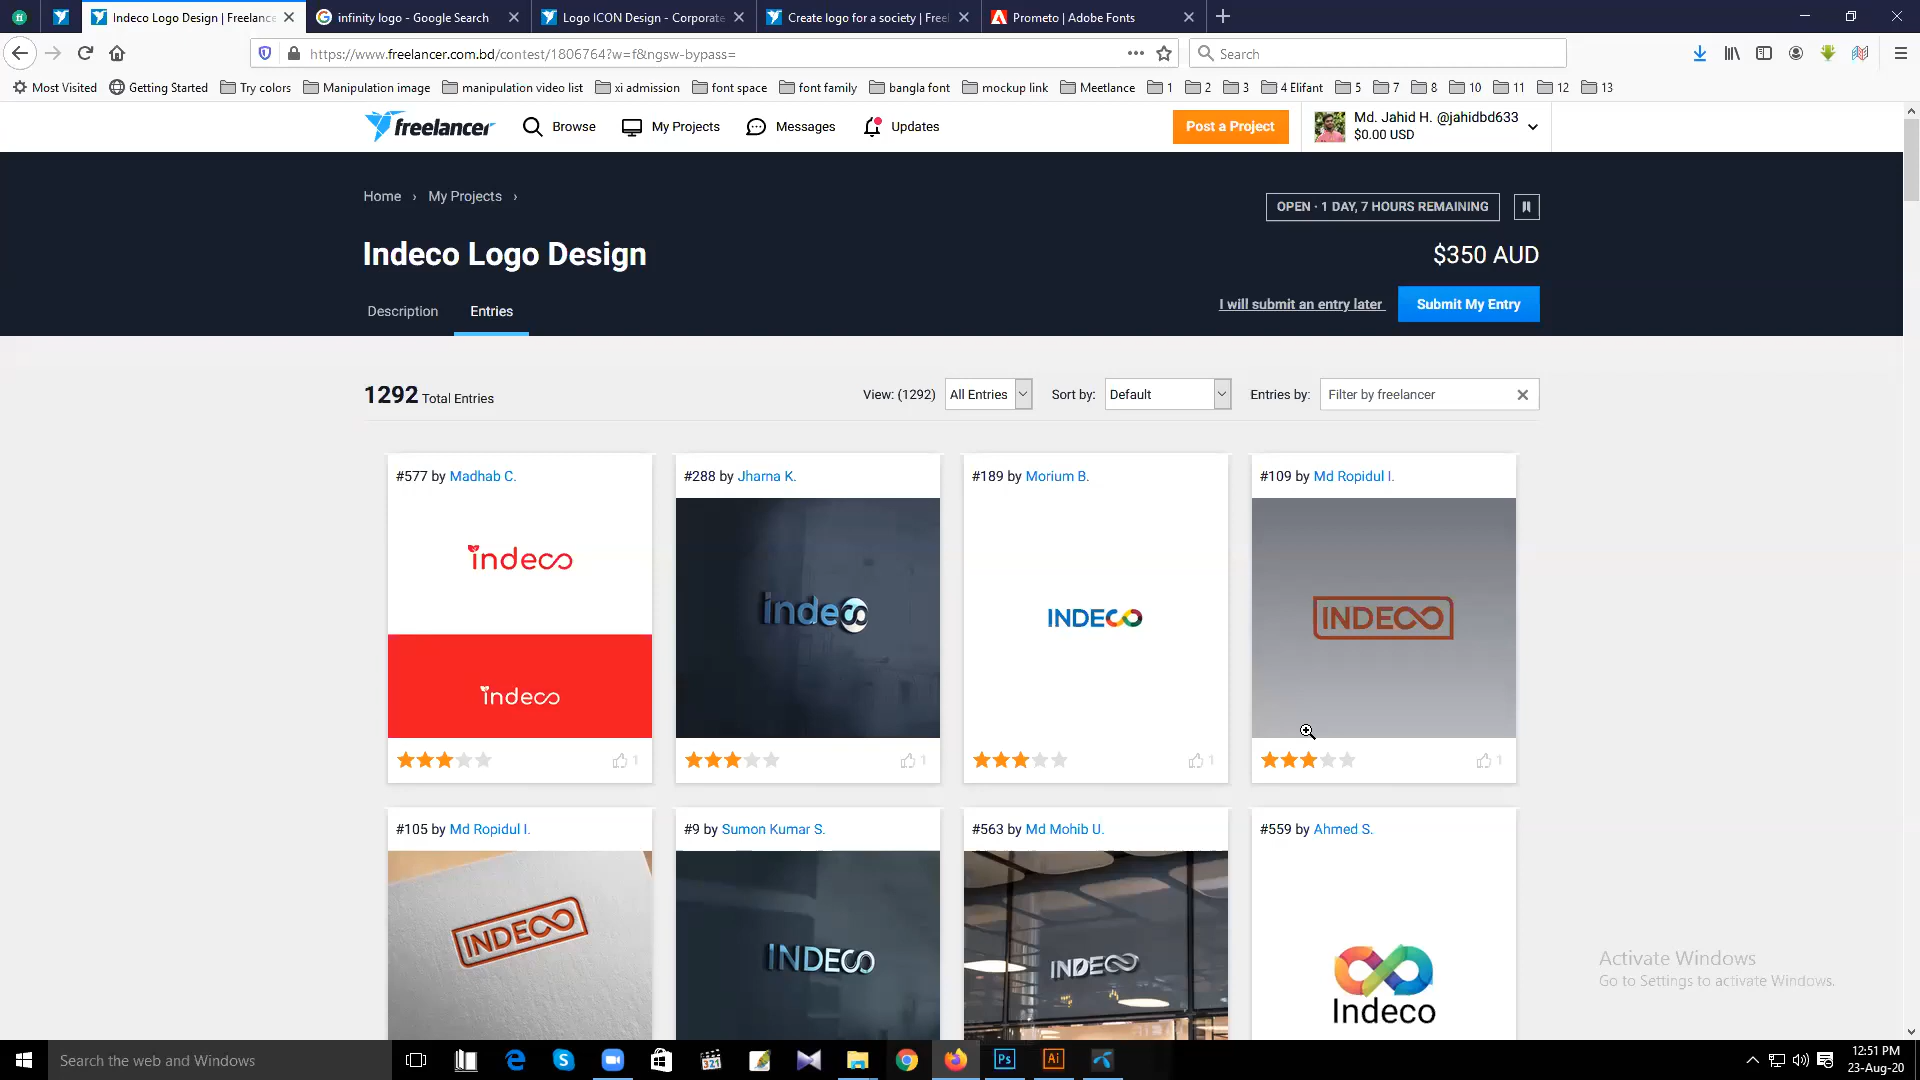 Indeco Logo Design | Freelance
infinity logo - Google Search
Logo ICON Design - Corporate
Create logo for a society | Free
Prometo | Adobe Fonts
https://www.freelancer.com.bd/contest/1806764?w=f&ngsw-bypass=
Search
Most Visited
Getting Started
Try colors
Manipulation image
manipulation video list
xi admission
font space
font family
bangla font
mockup link
Meetlance
1
2
3
4 Elifant
5
7
8
10
11
12
13
freelancer
Browse
My Projects
Messages
Updates
Post a Project
Md. Jahid H. @jahidbd633
$0.00 USD
Home › My Projects ›
OPEN · 1 DAY, 7 HOURS REMAINING
Indeco Logo Design
$350 AUD
Description
Entries
I will submit an entry later
Submit My Entry
1292 Total Entries
View: (1292)
All Entries
Sort by:
Default
Entries by:
Filter by freelancer
#577 by Madhab C.
#288 by Jharna K.
#189 by Morium B.
#109 by Md Ropidul I.
indeco
indeco
indeco
INDECO
INDECO
1
1
1
1
#105 by Md Ropidul I.
#9 by Sumon Kumar S.
#563 by Md Mohib U.
#559 by Ahmed S.
INDECO
INDECO
INDECO
Indeco
Activate Windows
Go to Settings to activate Windows.
Search the web and Windows
321
Ps
Ai
12:51 PM
23-Aug-20